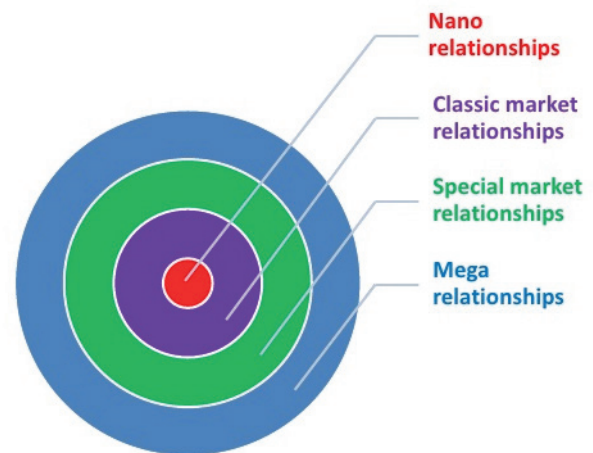 Nano
relationships
Classic market
relationships
Special market
relationships
Mega
relationships